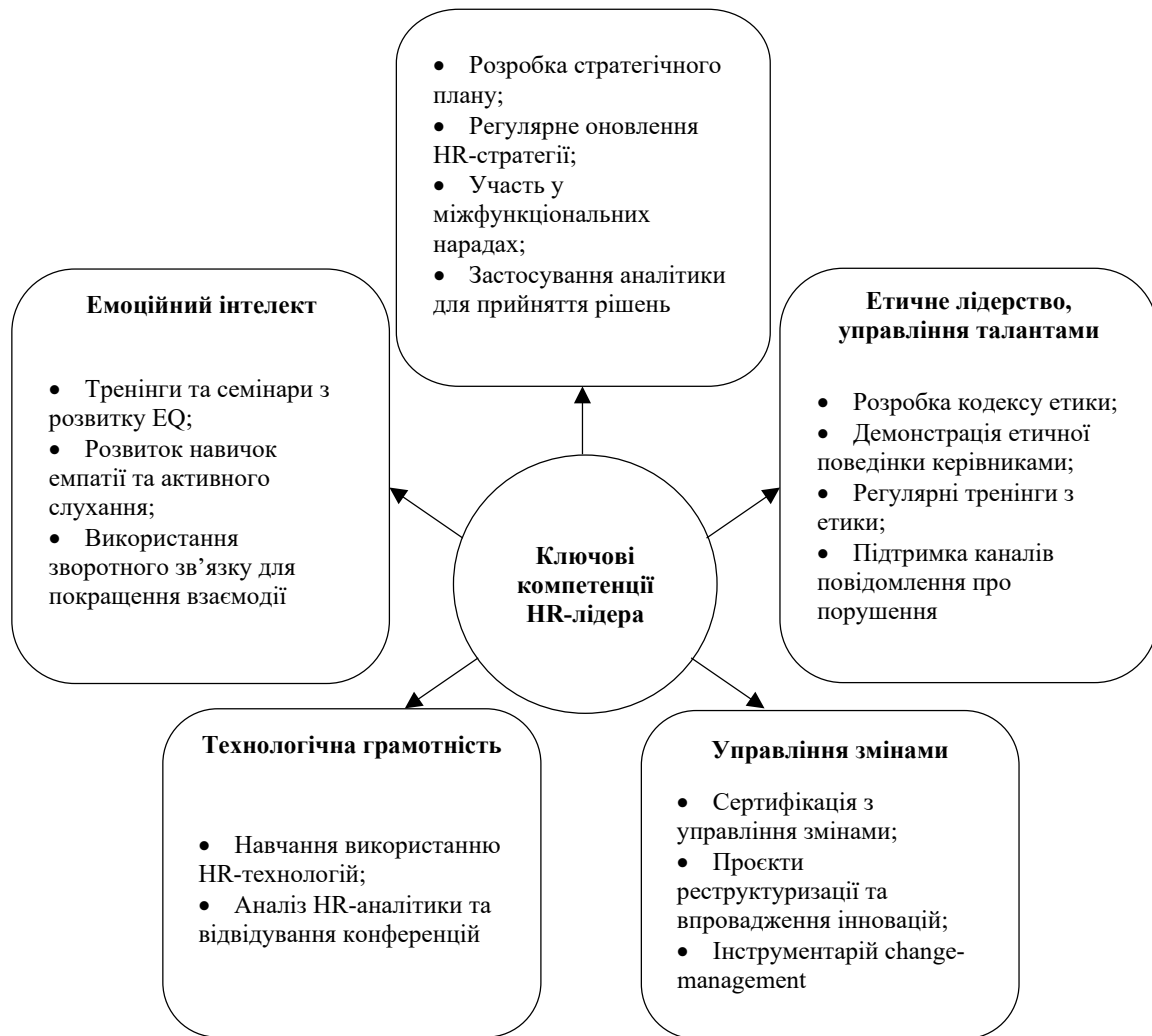 • Розробка стратегічного
плану;
• Регулярне оновлення
HR-стратегії;
• Участь у
міжфункціональних
нарадах;
• Застосування аналітики
для прийняття рішень
Емоційний інтелект
• Тренінги та семінари з
розвитку EQ;
• Розвиток навичок
емпатії та активного
слухання;
• Використання
зворотного зв’язку для
покращення взаємодії
Етичне лідерство,
управління талантами
• Розробка кодексу етики;
• Демонстрація етичної
поведінки керівниками;
• Регулярні тренінги з
етики;
• Підтримка каналів
повідомлення про
порушення
Ключові
компетенції
HR-лідера
Технологічна грамотність
• Навчання використанню
HR-технологій;
• Аналіз HR-аналітики та
відвідування конференцій
Управління змінами
• Сертифікація з
управління змінами;
• Проєкти
реструктуризації та
впровадження інновацій;
• Інструментарій change-
management